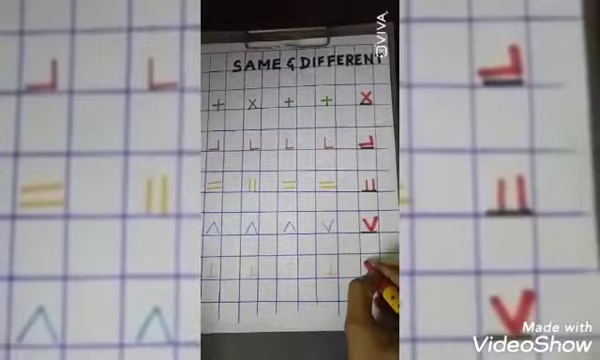 VIVA
SAME & DIFFERENT
+ × + + ×
Made with
VideoShow